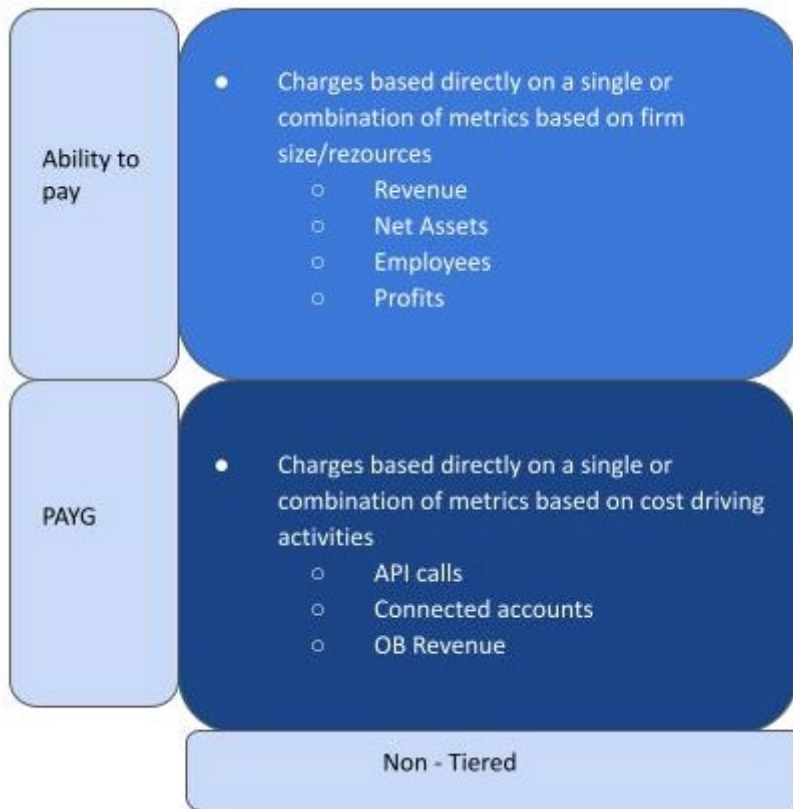 Ability to
pay
● Charges based directly on a single or
combination of metrics based on firm
size/rezources
○ Revenue
○ Net Assets
○ Employees
○ Profits
PAYG
● Charges based directly on a single or
combination of metrics based on cost driving
activities
○ API calls
○ Connected accounts
○ OB Revenue
Non - Tiered